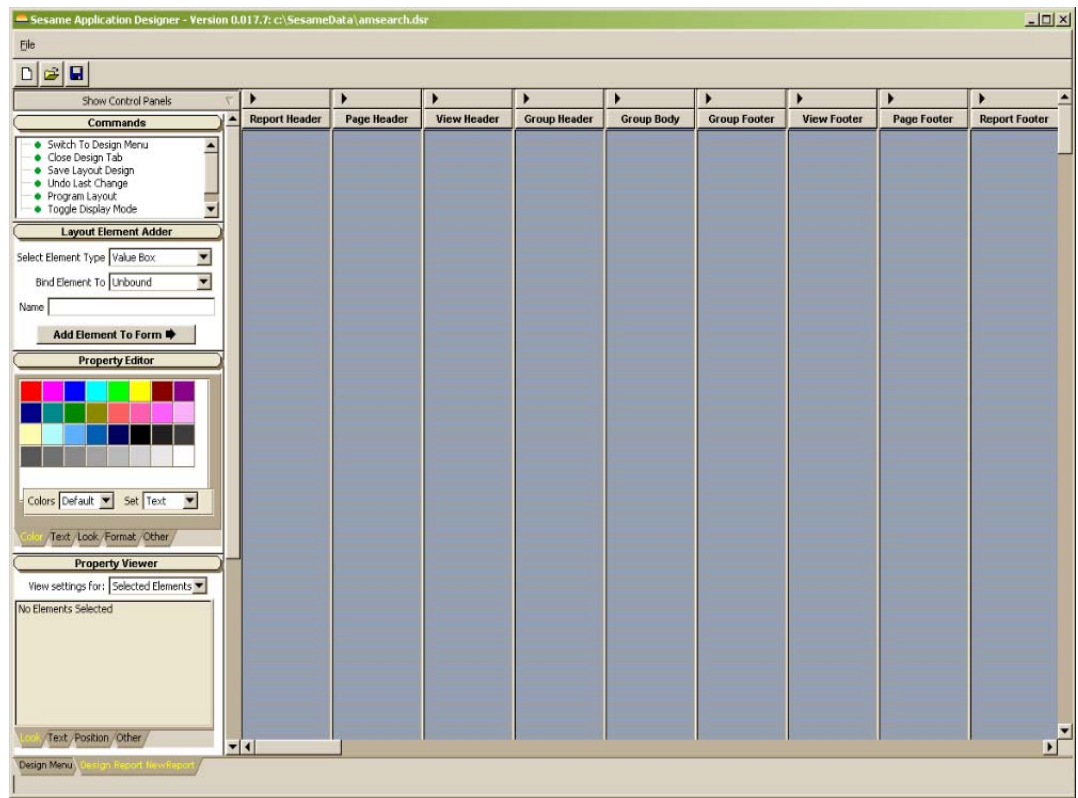 Sesame Application Designer - Version 0.017.7: c:\SesameData\amsearch.dsr
File
Show Control Panels
Report Header Page Header View Header Group Header Group Body Group Footer View Footer Page Footer Report Footer
Commands
Switch To Design Menu
Close Design Tab
Save Layout Design
Undo Last Change
Program Layout
Toggle Display Mode
Layout Element Adder
Select Element Type Value Box
Bind Element To Unbound
Name
Add Element To Form
Property Editor
Colors Default Set Text
Color Text Look Format Other
Property Viewer
View settings for: Selected Elements
No Elements Selected
Look Text Position Other
Design Menu Design Report NewReport